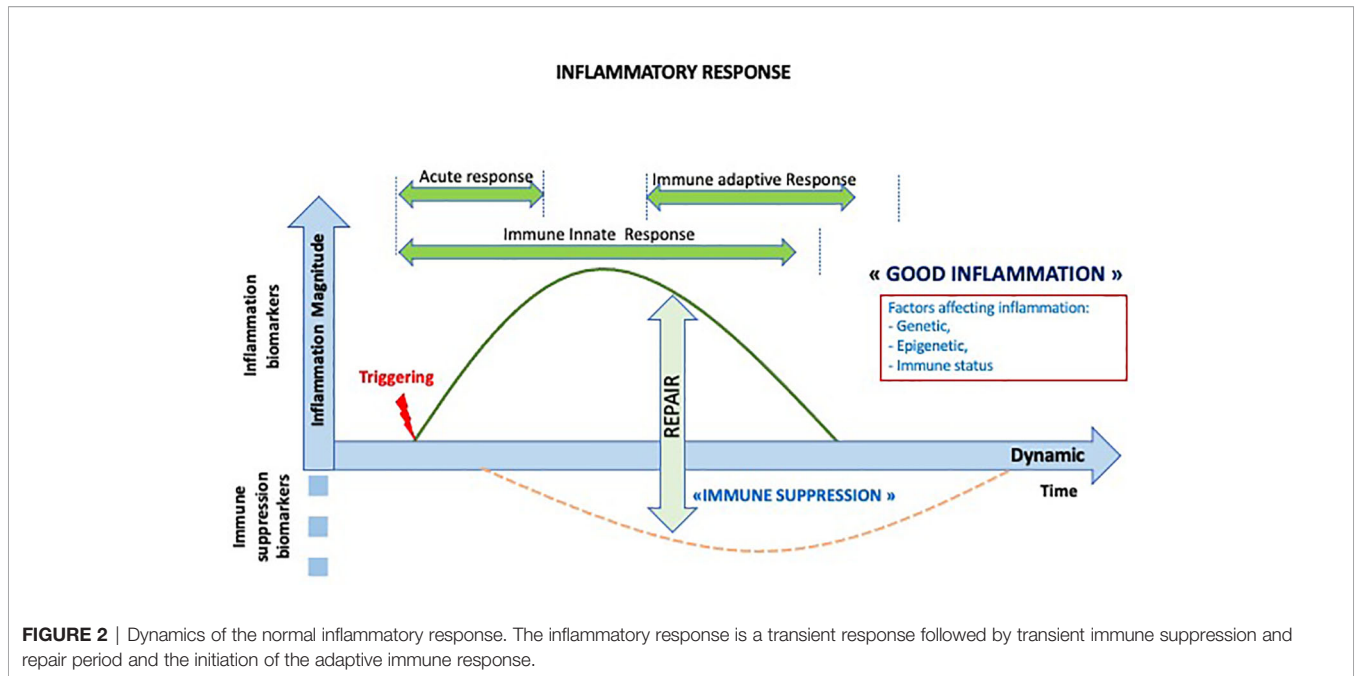 INFLAMMATORY RESPONSE
Acute response
Immune adaptive Response
Immune Innate Response
« GOOD INFLAMMATION »
Factors affecting inflammation:
- Genetic,
- Epigenetic,
- Immune status
Inflammation
biomarkers
Inflammation Magnitude
Triggering
REPAIR
Dynamic
Time
Immune
suppression
biomarkers
«IMMUNE SUPPRESSION »
FIGURE 2 | Dynamics of the normal inflammatory response. The inflammatory response is a transient response followed by transient immune suppression and
repair period and the initiation of the adaptive immune response.